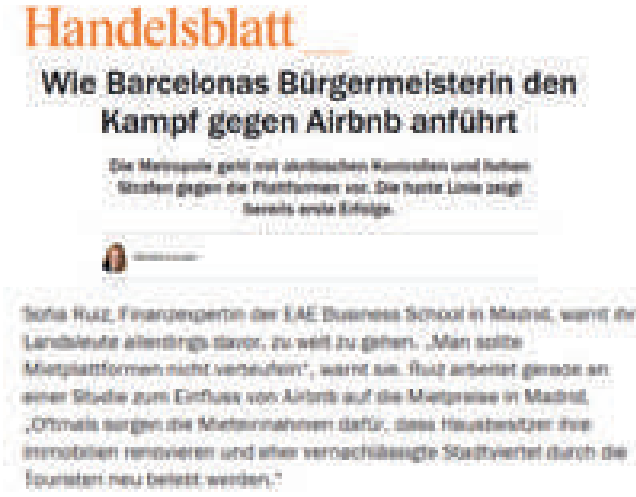 Handelsblatt
Wie Barcelonas Bürgermeisterin den
Kampf gegen Airbnb anführt
Die Metropole geht mit akribischen Kontrollen und hohen
Strafen gegen die Plattformen vor. Die harte Linie zeigt
bereits erste Erfolge.
Sofia Ruiz, Finanzexpertin der EAE Business School in Madrid, warnt ihre
Landsleute allerdings davor, zu weit zu gehen. „Man sollte
Mietplattformen nicht verteufeln“, warnt sie. Ruiz arbeitet gerade an
einer Studie zum Einfluss von Airbnb auf die Mietpreise in Madrid.
„Oftmals sorgen die Mieteinnahmen dafür, dass Hausbesitzer ihre
Immobilien renovieren und eher vernachlässigte Stadtviertel durch die
Touristen neu belebt werden.“